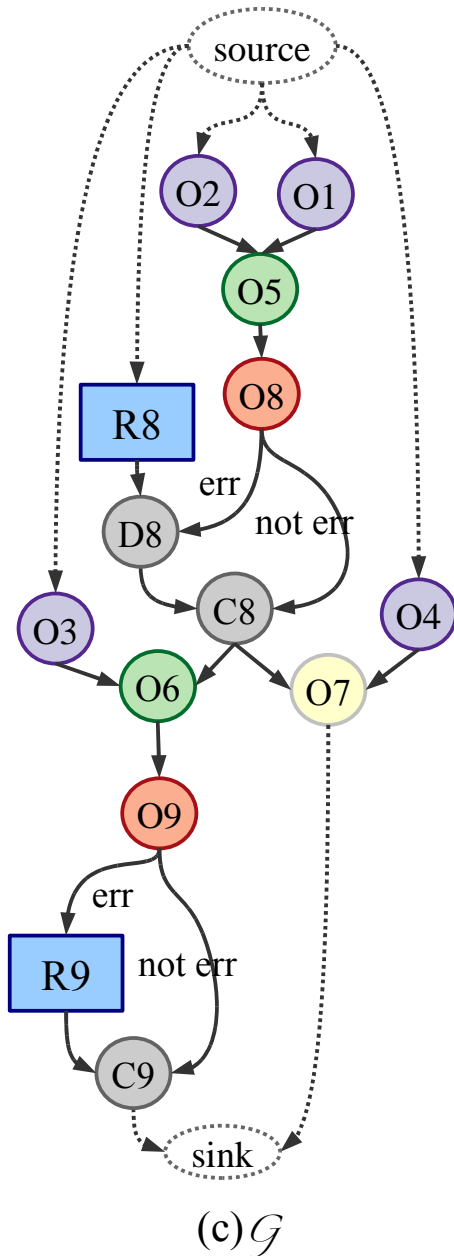 source
O2 O1
O5
O8
R8
err
D8
not err
C8
O3 O4
O6 O7
O9
err
R9 not err
C9
sink
(c) 𝒢